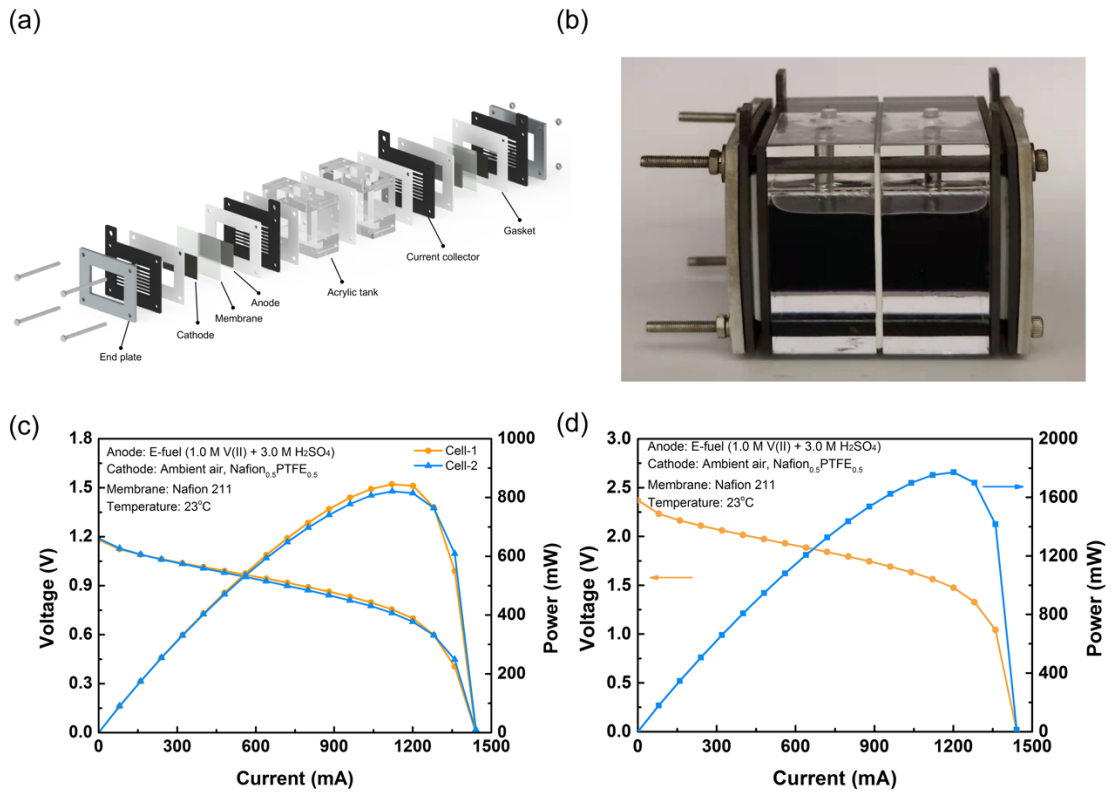 (a)
(b)
Gasket
Current collector
Acrylic tank
Anode
Membrane
Cathode
End plate
(c)
1.8
1.5
1.2
0.9
0.6
0.3
0.0
Voltage (V)
Anode: E-fuel (1.0 M V(II) + 3.0 M H₂SO₄)
Cathode: Ambient air, Nafion₀.₅PTFE₀.₅
Membrane: Nafion 211
Temperature: 23°C
Cell-1
Cell-2
1000
800
600
400
200
0
Power (mW)
0 300 600 900 1200 1500
Current (mA)
(d)
3.0
2.5
2.0
1.5
1.0
0.5
0.0
Voltage (V)
Anode: E-fuel (1.0 M V(II) + 3.0 M H₂SO₄)
Cathode: Ambient air, Nafion₀.₅PTFE₀.₅
Membrane: Nafion 211
Temperature: 23°C
2000
1600
1200
800
400
0
Power (mW)
0 300 600 900 1200 1500
Current (mA)